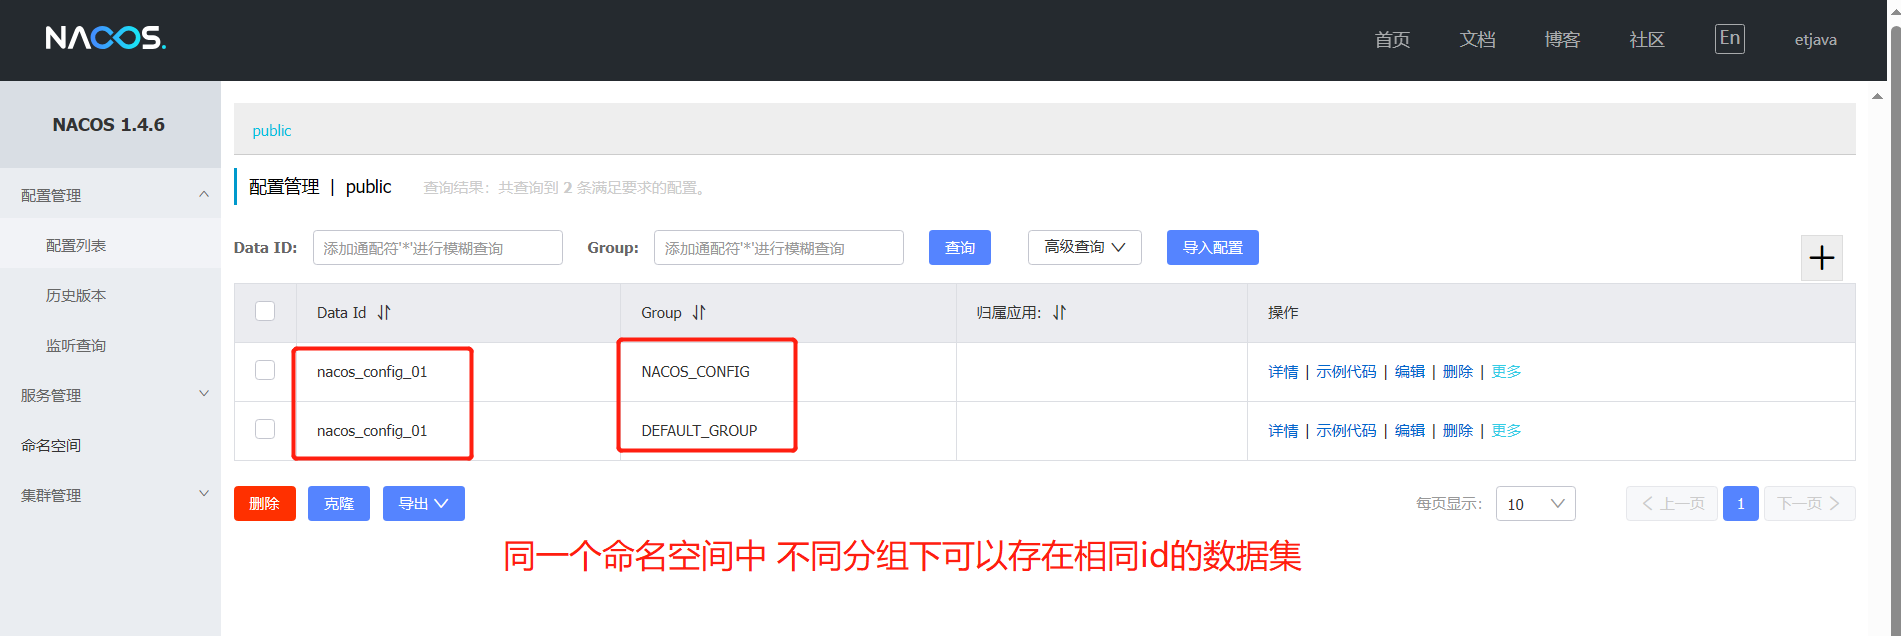 NACOS.
首页 文档 博客 社区 En etjava
NACOS 1.4.6
配置管理
配置列表
历史版本
监听查询
服务管理
命名空间
集群管理
public
配置管理 | public 查询结果：共查询到 2 条满足要求的配置。
Data ID: 添加通配符'*'进行模糊查询 Group: 添加通配符'*'进行模糊查询 查询 高级查询 导入配置
Data Id Group 归属应用: 操作
nacos_config_01 NACOS_CONFIG 详情 | 示例代码 | 编辑 | 删除 | 更多
nacos_config_01 DEFAULT_GROUP 详情 | 示例代码 | 编辑 | 删除 | 更多
删除 克隆 导出 每页显示: 10 上一页 1 下一页
同一个命名空间中 不同分组下可以存在相同id的数据集